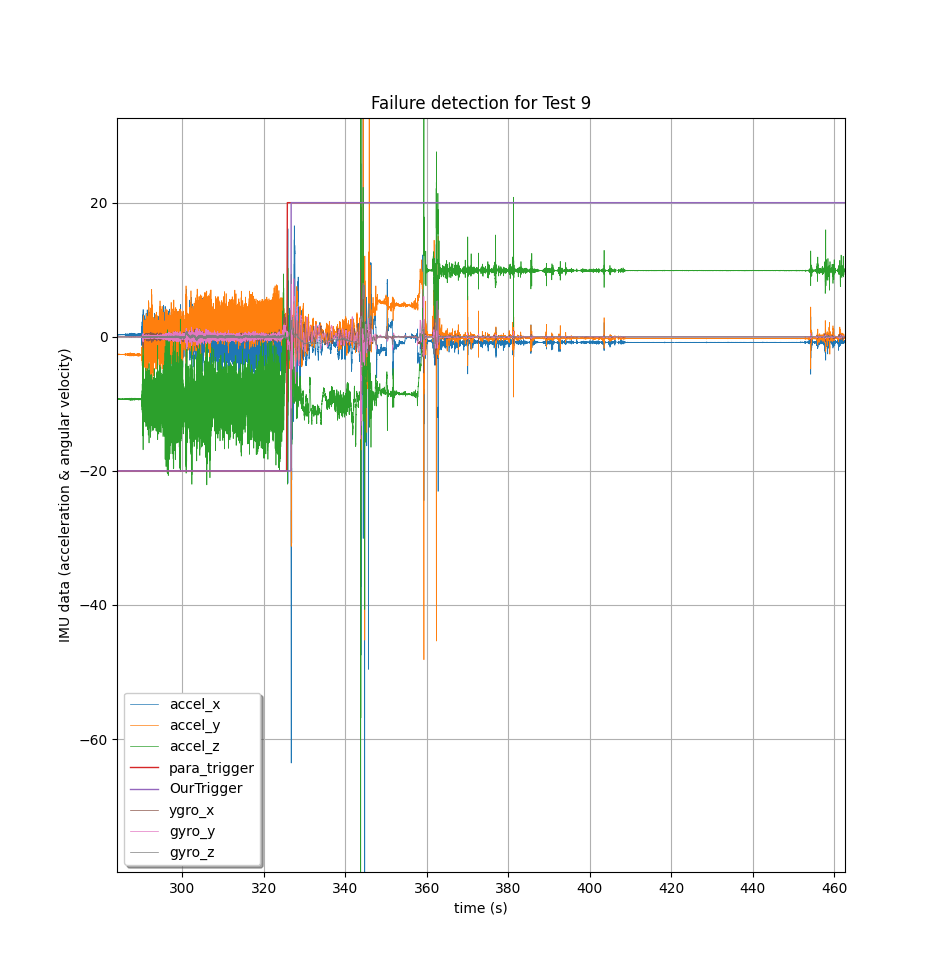 Failure detection for Test 9
IMU data (acceleration & angular velocity)
20
0
−20
−40
−60
accel_x
accel_y
accel_z
para_trigger
OurTrigger
ygro_x
gyro_y
gyro_z
300 320 340 360 380 400 420 440 460
time (s)